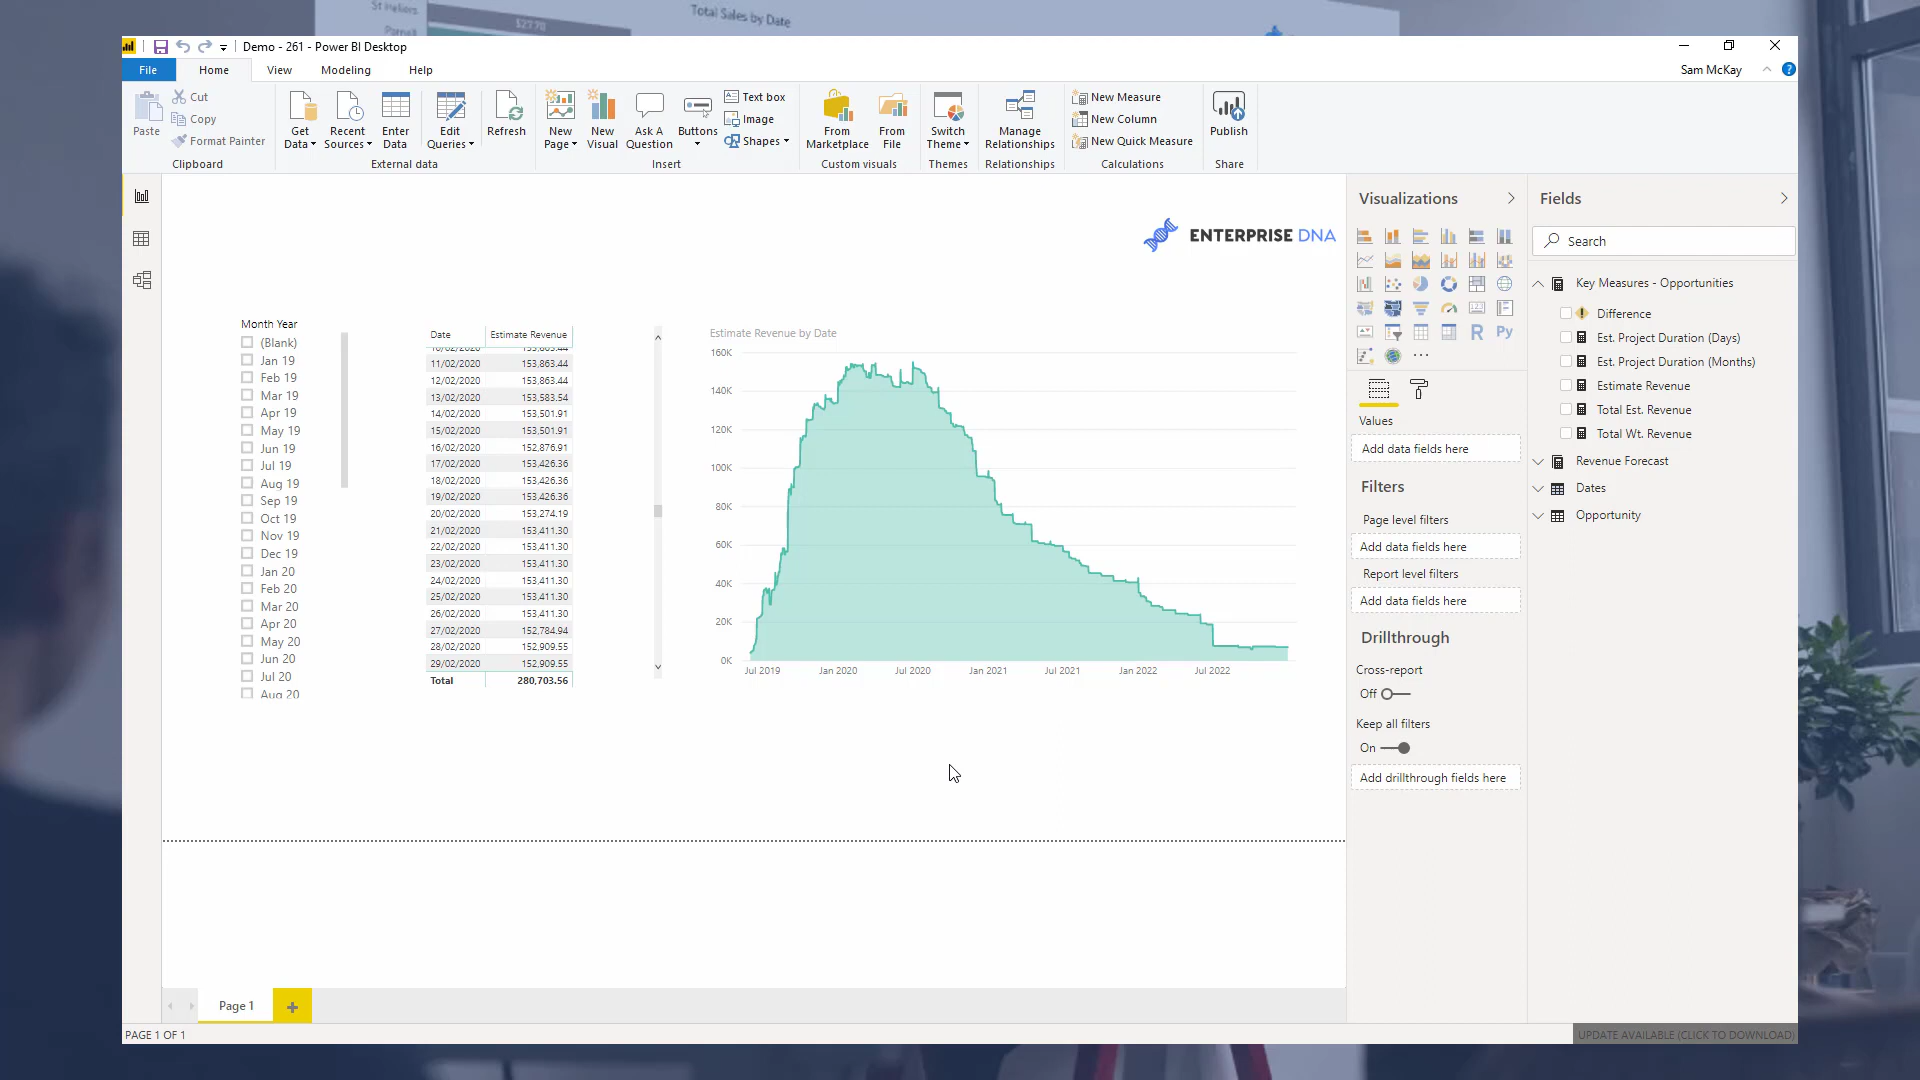 St Heliers
$27.70
Total Sales by Date
Demo - 261 - Power BI Desktop
File Home View Modeling Help
Sam McKay
Paste
Cut
Copy
Format Painter
Clipboard
Get Data
Recent Sources
Enter Data
Edit Queries
Refresh
External data
New Page
New Visual
Ask A Question
Buttons
Text box
Image
Shapes
Insert
From Marketplace
From File
Custom visuals
Switch Theme
Themes
Manage Relationships
Relationships
New Measure
New Column
New Quick Measure
Calculations
Publish
Share
ENTERPRISE DNA
Month Year
(Blank)
Jan 19
Feb 19
Mar 19
Apr 19
May 19
Jun 19
Jul 19
Aug 19
Sep 19
Oct 19
Nov 19
Dec 19
Jan 20
Feb 20
Mar 20
Apr 20
May 20
Jun 20
Jul 20
Aug 20
Date Estimate Revenue
10/02/2020 153,863.44
11/02/2020 153,863.44
12/02/2020 153,863.44
13/02/2020 153,583.54
14/02/2020 153,501.91
15/02/2020 153,501.91
16/02/2020 152,876.91
17/02/2020 153,426.36
18/02/2020 153,426.36
19/02/2020 153,426.36
20/02/2020 153,274.19
21/02/2020 153,411.30
22/02/2020 153,411.30
23/02/2020 153,411.30
24/02/2020 153,411.30
25/02/2020 153,411.30
26/02/2020 153,411.30
27/02/2020 152,784.94
28/02/2020 152,909.55
29/02/2020 152,909.55
Total 280,703.56
Estimate Revenue by Date
160K
140K
120K
100K
80K
60K
40K
20K
0K
Jul 2019 Jan 2020 Jul 2020 Jan 2021 Jul 2021 Jan 2022 Jul 2022
Visualizations
R Py
Values
Add data fields here
Filters
Page level filters
Add data fields here
Report level filters
Add data fields here
Drillthrough
Cross-report
Off
Keep all filters
On
Add drillthrough fields here
Fields
Search
Key Measures - Opportunities
Difference
Est. Project Duration (Days)
Est. Project Duration (Months)
Estimate Revenue
Total Est. Revenue
Total Wt. Revenue
Revenue Forecast
Dates
Opportunity
Page 1
PAGE 1 OF 1
UPDATE AVAILABLE (CLICK TO DOWNLOAD)